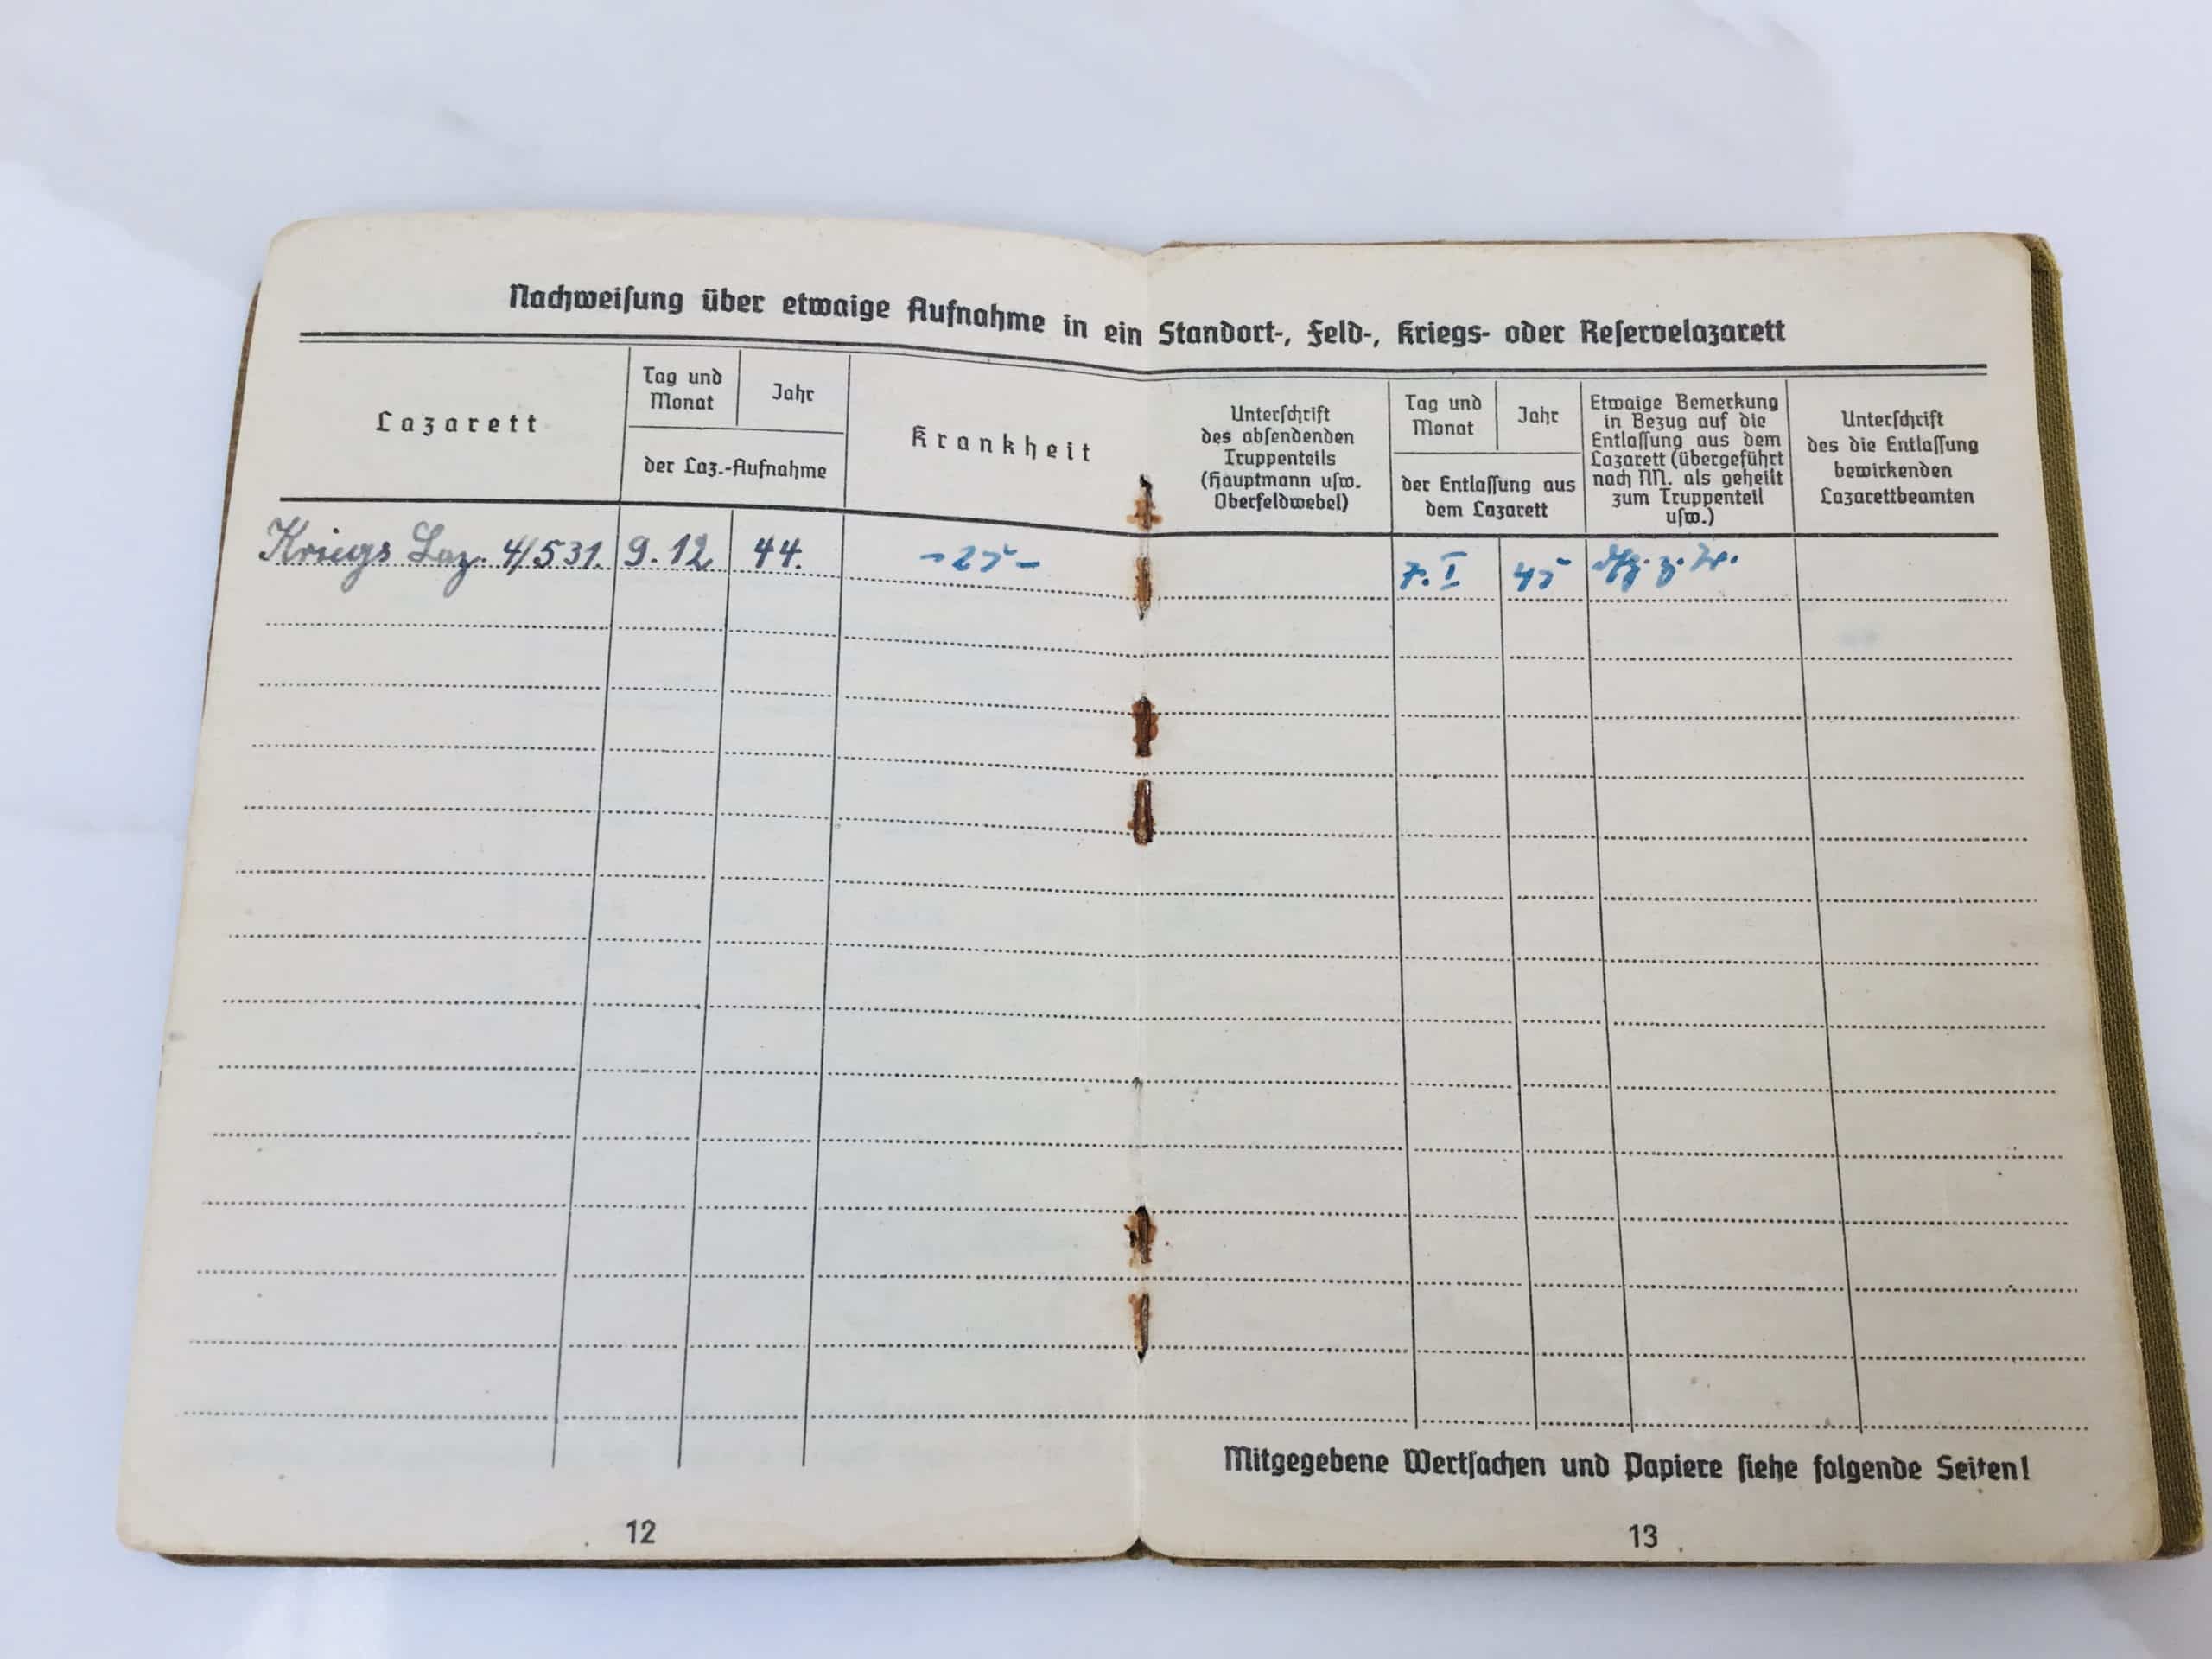 Nachweisung über etwaige Aufnahme in ein Standort-, Feld-, Kriegs- oder Reservelazarett
Lazarett
Tag und
Monat
Jahr
der Laz.-Aufnahme
Krankheit
Unterschrift
des absendenden
Truppenteils
(Hauptmann usw.
Oberfeldwebel)
Tag und
Monat
Jahr
der Entlassung aus
dem Lazarett
Etwaige Bemerkung
in Bezug auf die
Entlassung aus dem
Lazarett (übergeführt
nach NN. als geheilt
zum Truppenteil
usw.)
Unterschrift
des die Entlassung
bewirkenden
Lazarettbeamten
Kriegs Laz. 4/531. 9.12. 44. 7. I 45
Mitgegebene Wertsachen und Papiere siehe folgende Seiten!
12
13